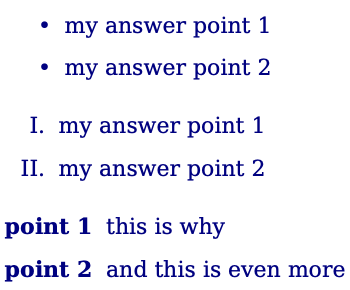 • my answer point 1
• my answer point 2
I. my answer point 1
II. my answer point 2
point 1 this is why
point 2 and this is even more